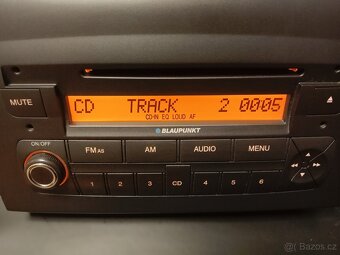 MUTE
CD TRACK 2 0005
CD-IN EQ LOUD AF
BLAUPUNKT
ON/OFF
FM AS AM AUDIO MENU
1 2 3 CD 4 5 6
Bazos.cz